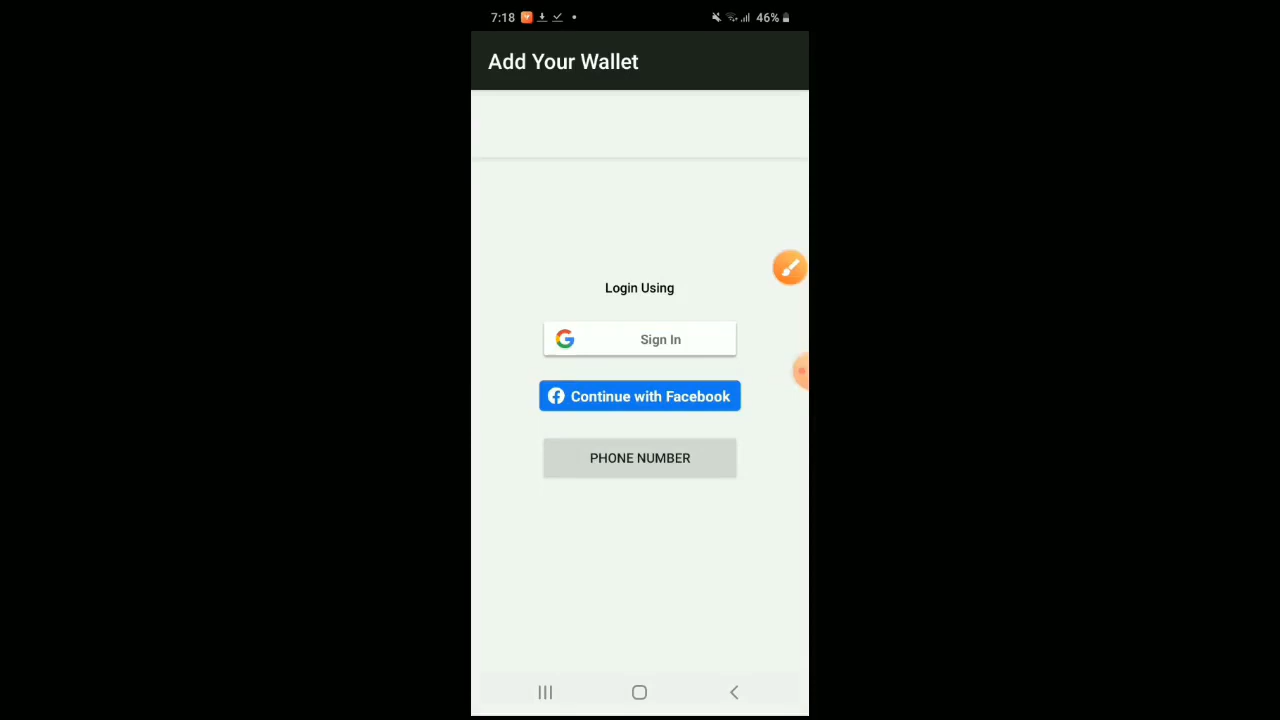 7:18
46%
Add Your Wallet
Login Using
Sign In
Continue with Facebook
PHONE NUMBER